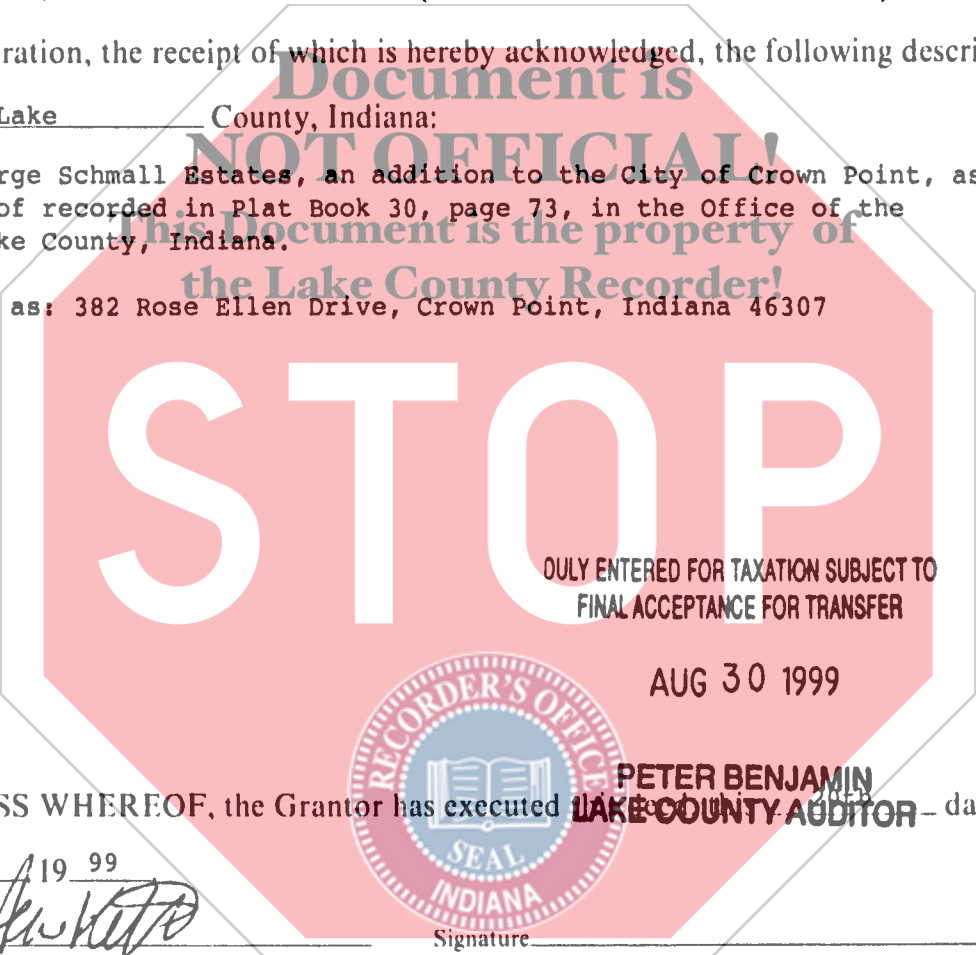 ration, the receipt of which is hereby acknowledged, the following descri
Document is
Lake County, Indiana:
NOT OFFICIAL!
rge Schmall Estates, an addition to the City of Crown Point, as
of recorded in Plat Book 30, page 73, in the Office of the
This Document is the property of
ke County, Indiana.
the Lake County Recorder!
as: 382 Rose Ellen Drive, Crown Point, Indiana 46307
STOP
DULY ENTERED FOR TAXATION SUBJECT TO
FINAL ACCEPTANCE FOR TRANSFER
AUG 30 1999
RECORDER'S OFFICE
SEAL
INDIANA
PETER BENJAMIN
LAKE COUNTY AUDITOR
SS WHEREOF, the Grantor has executed this deed this da
19 99
Signature